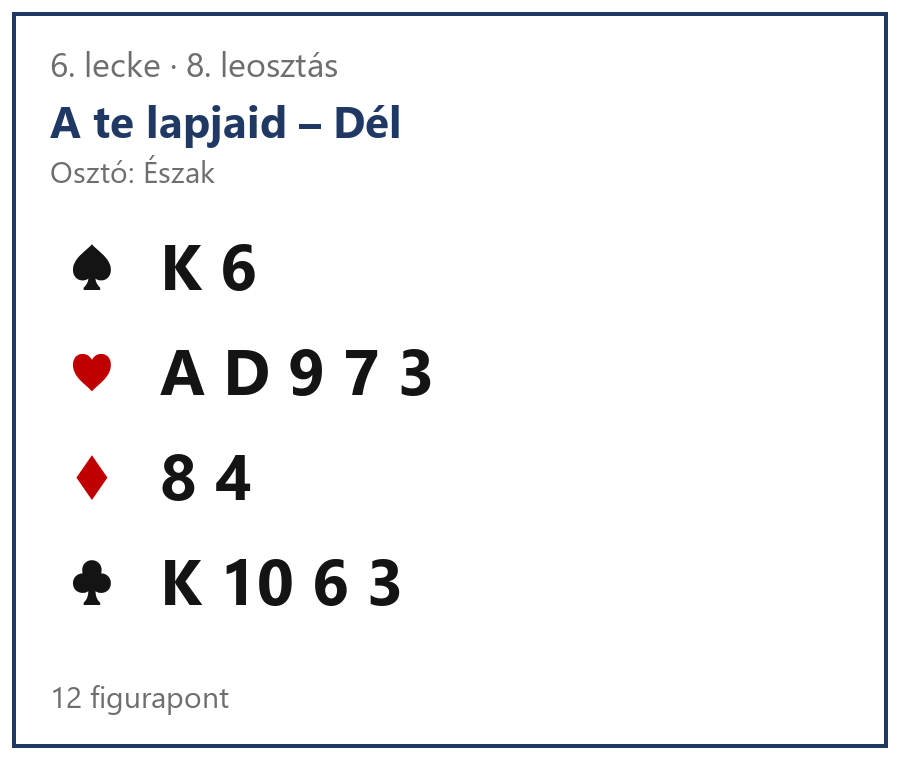 6. lecke · 8. leosztás
A te lapjaid – Dél
Osztó: Észak
♠ K 6
♥ A D 9 7 3
♦ 8 4
♣ K 10 6 3
12 figurapont